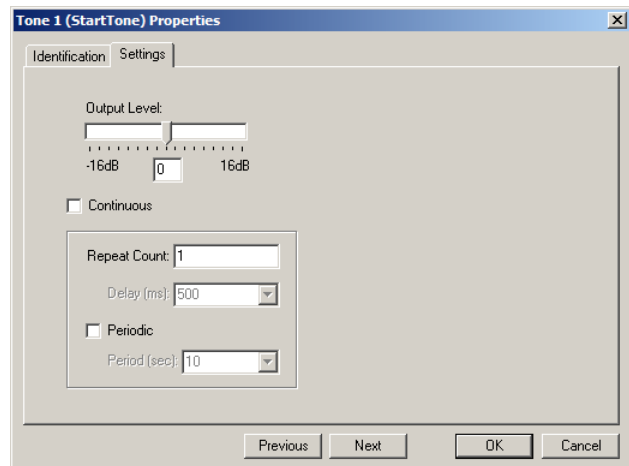 Tone 1 (StartTone) Properties
Identification Settings
Output Level:
-16dB 0 16dB
Continuous
Repeat Count: 1
Delay (ms): 500
Periodic
Period (sec): 10
Previous Next OK Cancel